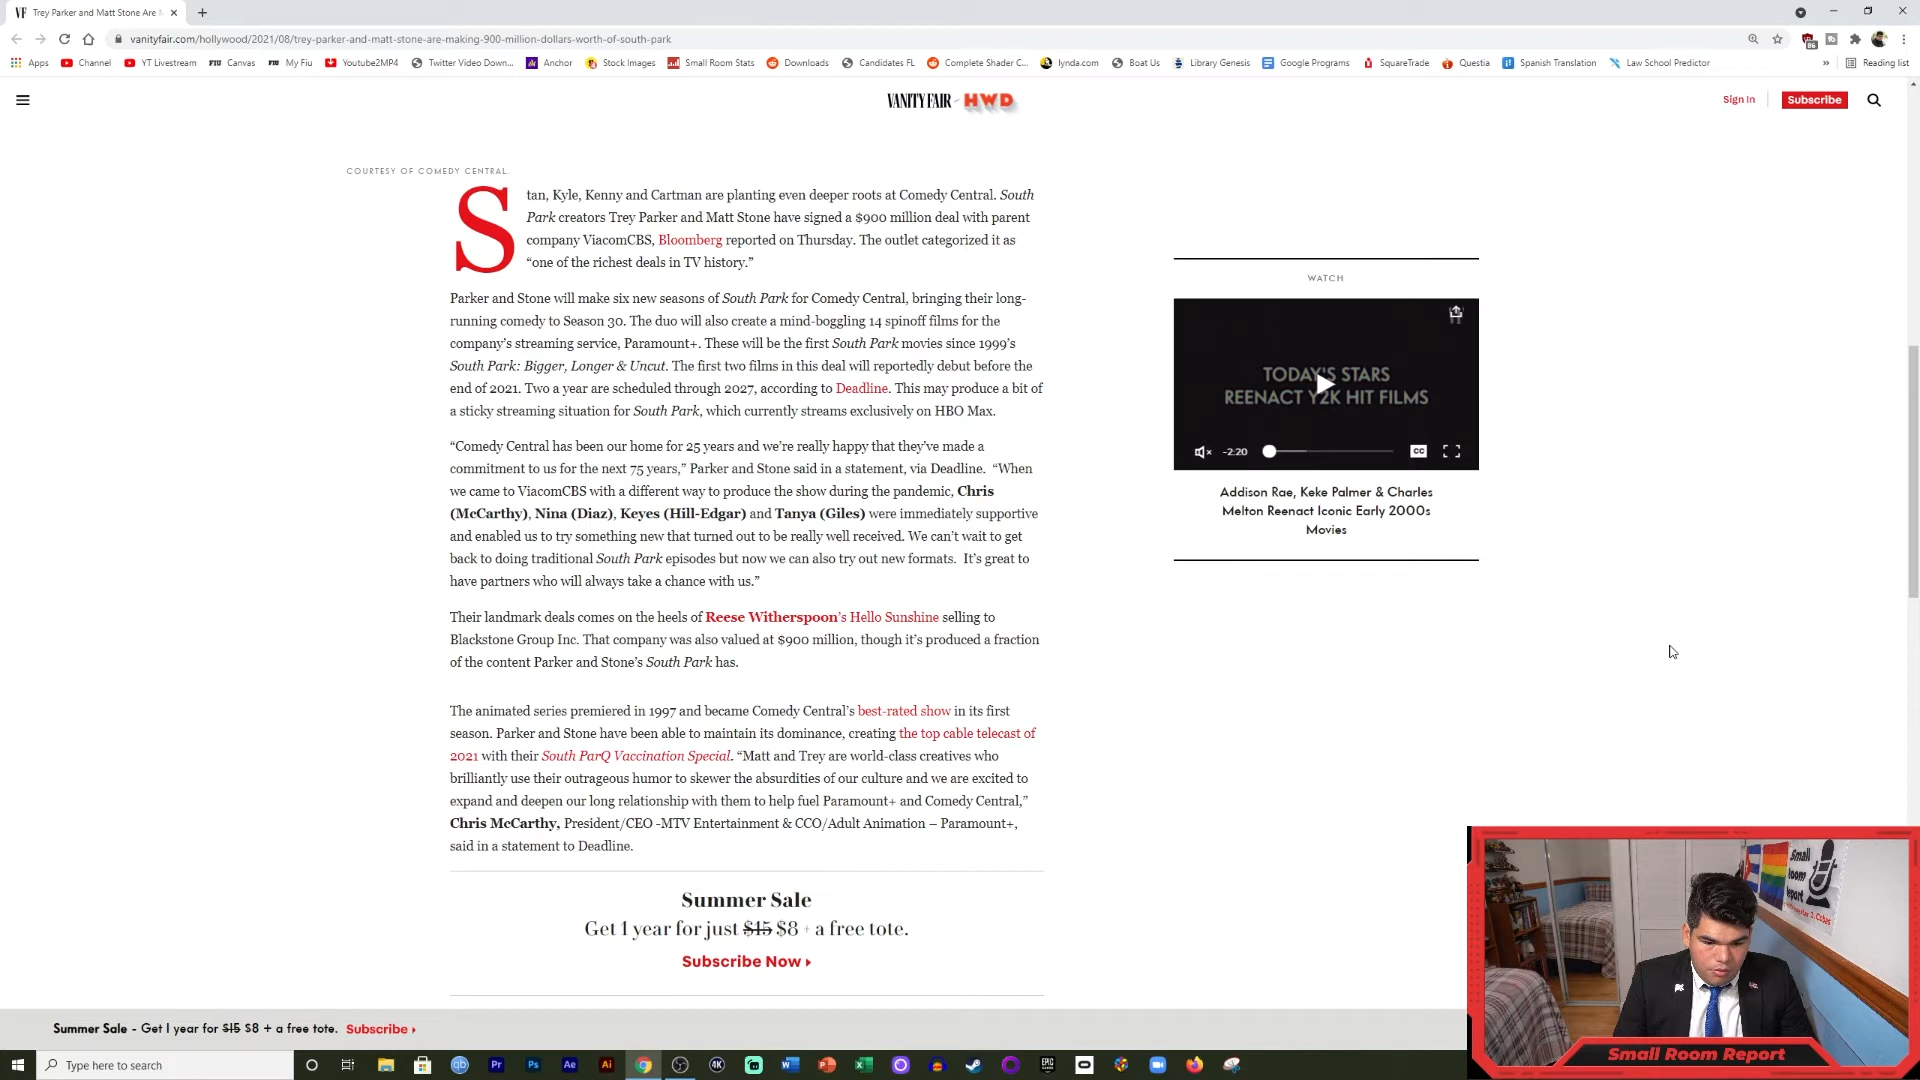 VF Trey Parker and Matt Stone Are
vanityfair.com/hollywood/2021/08/trey-parker-and-matt-stone-are-making-900-million-dollars-worth-of-south-park
Apps Channel YT Livestream FIU Canvas FIU My Fiu Youtube2MP4 Twitter Video Down... Anchor Stock Images Small Room Stats Downloads Candidates FL Complete Shader C... lynda.com Boat Us Library Genesis Google Programs SquareTrade Questia Spanish Translation Law School Predictor » Reading list
VANITY FAIR HWD
Sign In Subscribe
COURTESY OF COMEDY CENTRAL.
Stan, Kyle, Kenny and Cartman are planting even deeper roots at Comedy Central. South
Park creators Trey Parker and Matt Stone have signed a $900 million deal with parent
company ViacomCBS, Bloomberg reported on Thursday. The outlet categorized it as
“one of the richest deals in TV history.”
Parker and Stone will make six new seasons of South Park for Comedy Central, bringing their long-
running comedy to Season 30. The duo will also create a mind-boggling 14 spinoff films for the
company’s streaming service, Paramount+. These will be the first South Park movies since 1999’s
South Park: Bigger, Longer & Uncut. The first two films in this deal will reportedly debut before the
end of 2021. Two a year are scheduled through 2027, according to Deadline. This may produce a bit of
a sticky streaming situation for South Park, which currently streams exclusively on HBO Max.
“Comedy Central has been our home for 25 years and we’re really happy that they’ve made a
commitment to us for the next 75 years,” Parker and Stone said in a statement, via Deadline. “When
we came to ViacomCBS with a different way to produce the show during the pandemic, Chris
(McCarthy), Nina (Diaz), Keyes (Hill-Edgar) and Tanya (Giles) were immediately supportive
and enabled us to try something new that turned out to be really well received. We can’t wait to get
back to doing traditional South Park episodes but now we can also try out new formats. It’s great to
have partners who will always take a chance with us.”
Their landmark deals comes on the heels of Reese Witherspoon’s Hello Sunshine selling to
Blackstone Group Inc. That company was also valued at $900 million, though it’s produced a fraction
of the content Parker and Stone’s South Park has.
The animated series premiered in 1997 and became Comedy Central’s best-rated show in its first
season. Parker and Stone have been able to maintain its dominance, creating the top cable telecast of
2021 with their South ParQ Vaccination Special. “Matt and Trey are world-class creatives who
brilliantly use their outrageous humor to skewer the absurdities of our culture and we are excited to
expand and deepen our long relationship with them to help fuel Paramount+ and Comedy Central,”
Chris McCarthy, President/CEO -MTV Entertainment & CCO/Adult Animation – Paramount+,
said in a statement to Deadline.
Summer Sale
Get 1 year for just $15 $8 + a free tote.
Subscribe Now
WATCH
TODAY'S STARS
REENACT Y2K HIT FILMS
-2:20 CC
Addison Rae, Keke Palmer & Charles
Melton Reenact Iconic Early 2000s
Movies
Summer Sale - Get 1 year for $15 $8 + a free tote. Subscribe
Small
Room
Report
Small Room Report
Type here to search
qb Pr Ps Ae Ai 4K
EPIC
GAMES